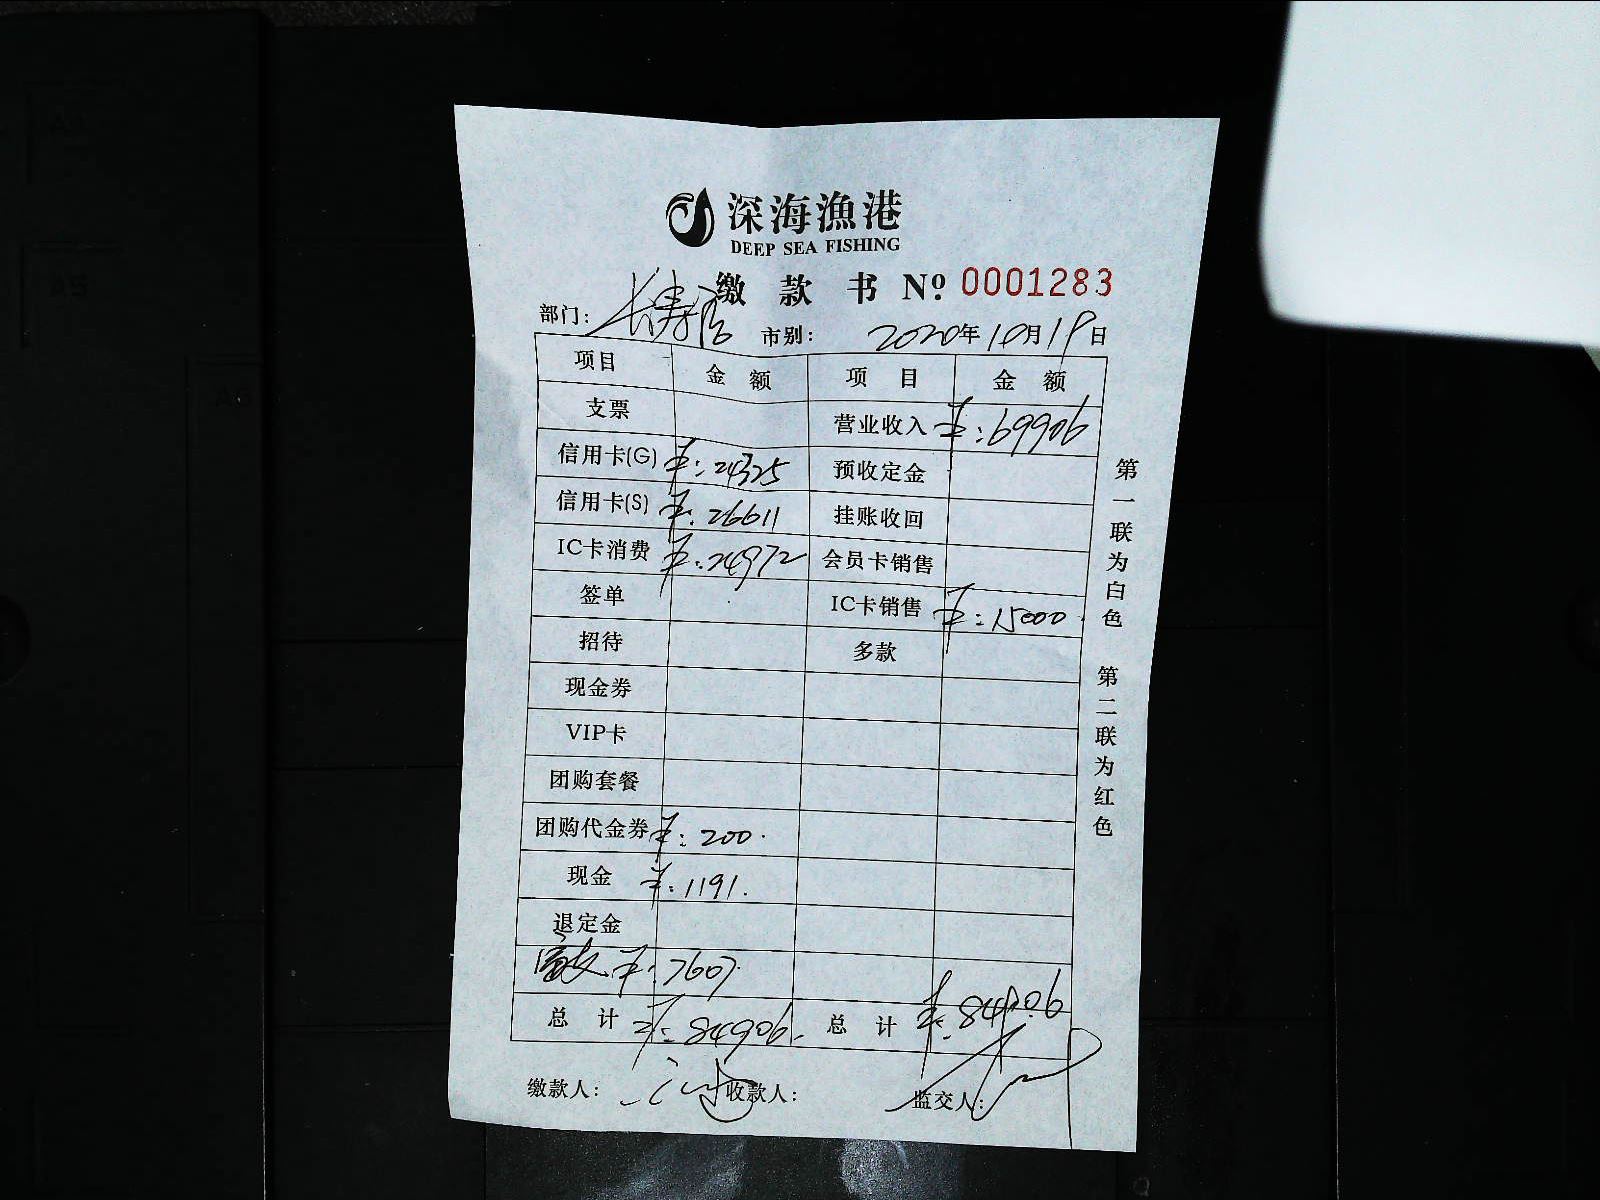 深海漁港
DEEP SEA FISHING
缴款书 Nº 0001283
部门： 长寿店 市别： 2020年10月19日
项目 金额 项目 金额
支票 营业收入 ¥:69906
信用卡(G) ¥:24325 预收定金
信用卡(S) ¥:26611 挂账收回
IC卡消费 ¥:24972 会员卡销售
签单 IC卡销售 ¥:15000
招待 多款
现金券
VIP卡
团购套餐
团购代金券 ¥:200
现金 ¥:1191
退定金
富友 ¥:7607
总计 ¥:84906 总计 ¥:84906
缴款人： 收款人： 监交人：
第一联为白色 第二联为红色